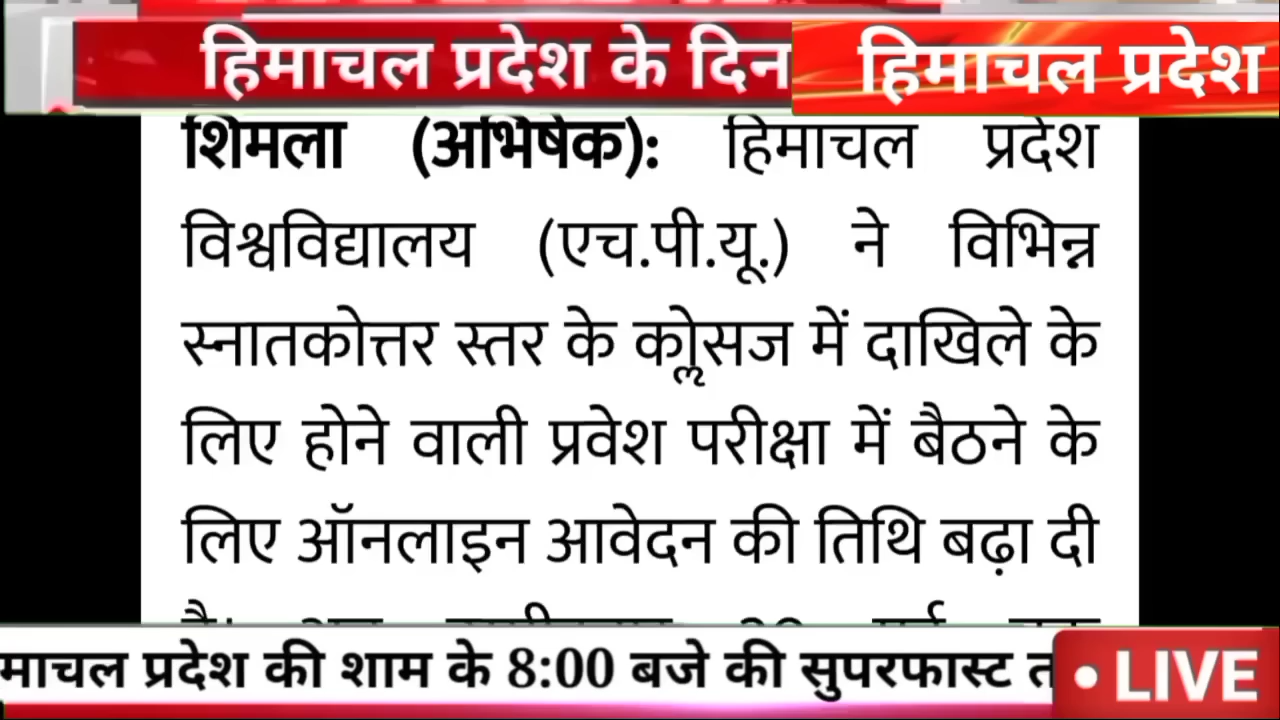 हिमाचल प्रदेश के दिन
हिमाचल प्रदेश
शिमला (अभिषेक): हिमाचल प्रदेश
विश्वविद्यालय (एच.पी.यू.) ने विभिन्न
स्नातकोत्तर स्तर के कोॢसज में दाखिले के
लिए होने वाली प्रवेश परीक्षा में बैठने के
लिए ऑनलाइन आवेदन की तिथि बढ़ा दी
माचल प्रदेश की शाम के 8:00 बजे की सुपरफास्ट त
LIVE